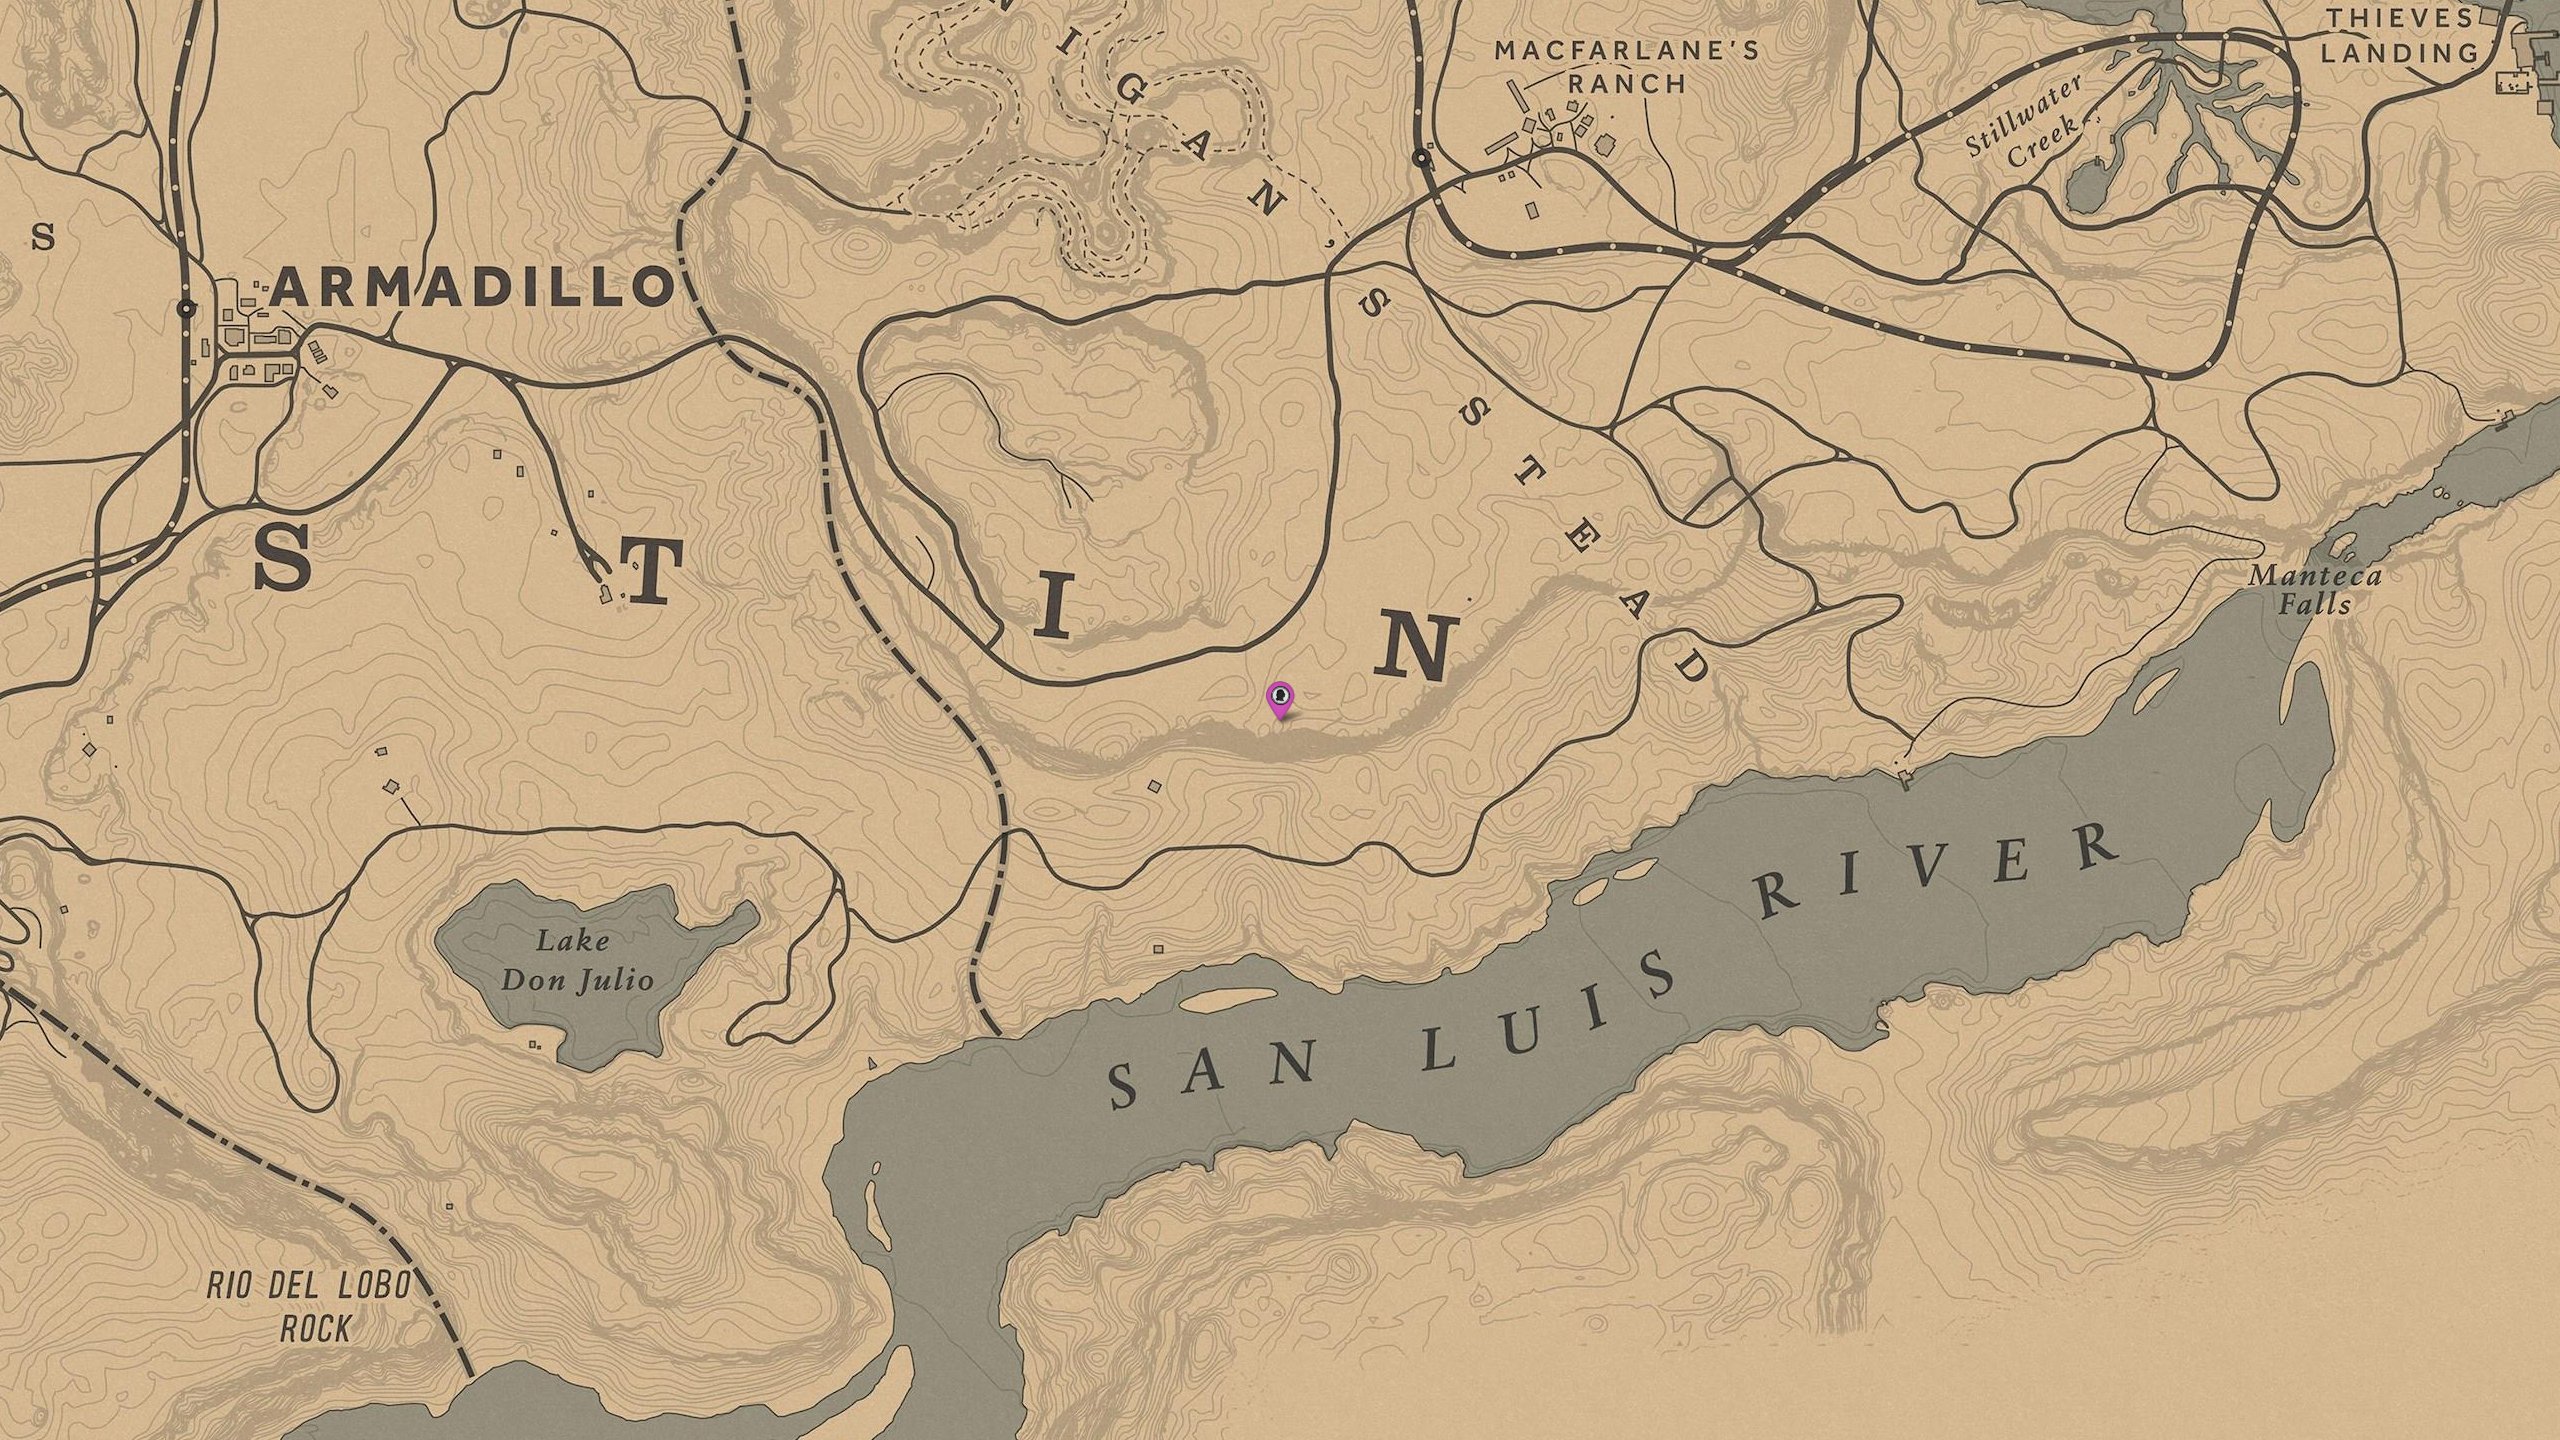 THIEVES
LANDING
MACFARLANE'S
RANCH
Stillwater
Creek
IGAN'S STEAD
S
ARMADILLO
S T I N
Manteca
Falls
Lake
Don Julio
SAN LUIS RIVER
RIO DEL LOBO
ROCK